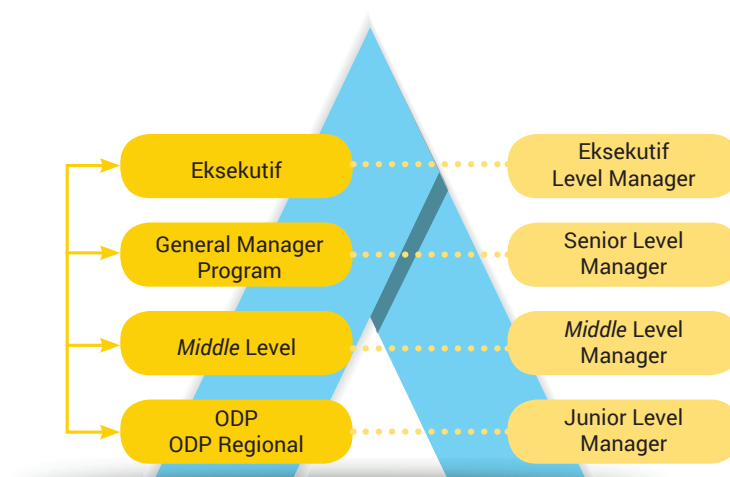 Eksekutif
Eksekutif
Level Manager
General Manager
Program
Senior Level
Manager
Middle Level
Middle Level
Manager
ODP
ODP Regional
Junior Level
Manager